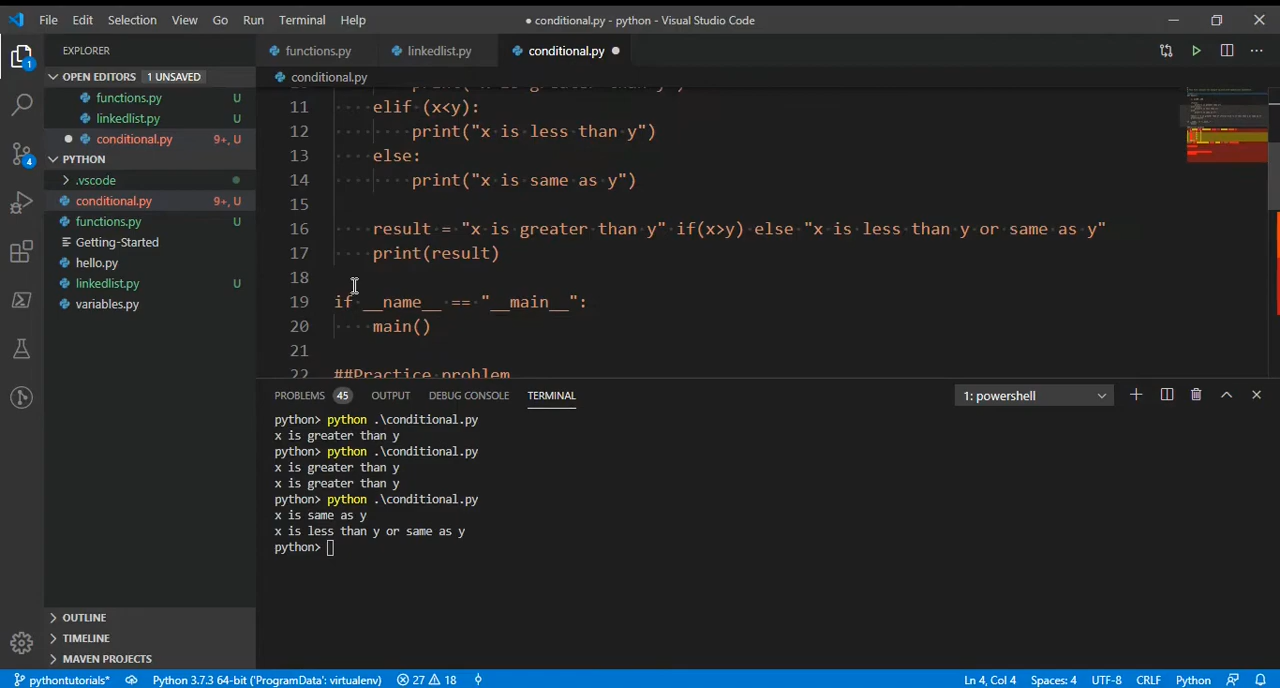 File Edit Selection View Go Run Terminal Help
● conditional.py - python - Visual Studio Code
EXPLORER
functions.py linkedlist.py conditional.py
OPEN EDITORS 1 UNSAVED
functions.py U
linkedlist.py U
conditional.py 9+, U
PYTHON
.vscode
conditional.py 9+, U
functions.py U
Getting-Started
hello.py
linkedlist.py U
variables.py
OUTLINE
TIMELINE
MAVEN PROJECTS
1
4
conditional.py
print("x is greater than y")
11 elif (x<y):
12 print("x is less than y")
13 else:
14 print("x is same as y")
15
16 result = "x is greater than y" if(x>y) else "x is less than y or same as y"
17 print(result)
18
19 if __name__ == "__main__":
20 main()
21
22 ##Practice problem
PROBLEMS 45 OUTPUT DEBUG CONSOLE TERMINAL 1: powershell
python> python .\conditional.py
x is greater than y
python> python .\conditional.py
x is greater than y
x is greater than y
python> python .\conditional.py
x is same as y
x is less than y or same as y
python>
pythontutorials* Python 3.7.3 64-bit ('ProgramData': virtualenv) 27 18 Ln 4, Col 4 Spaces: 4 UTF-8 CRLF Python